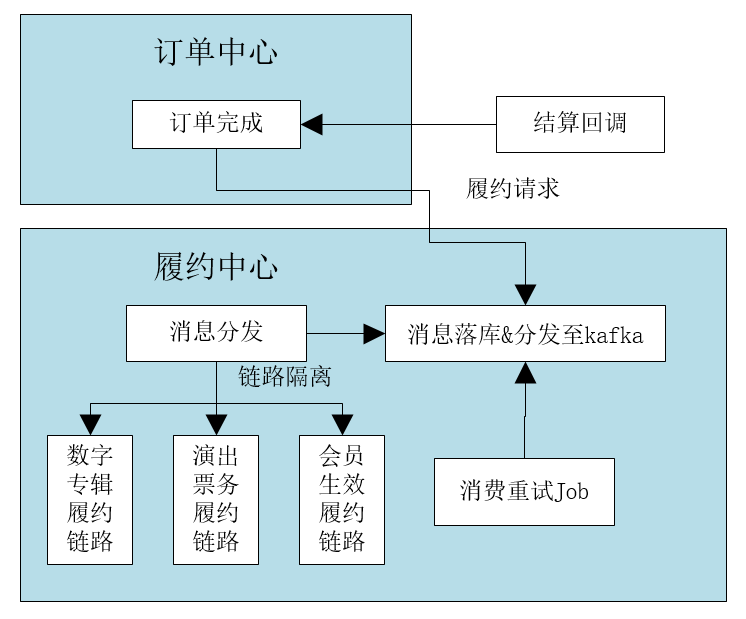 订单中心
订单完成
结算回调
履约请求
履约中心
消息分发
消息落库&分发至kafka
链路隔离
数字
专辑
履约
链路
演出
票务
履约
链路
会员
生效
履约
链路
消费重试Job